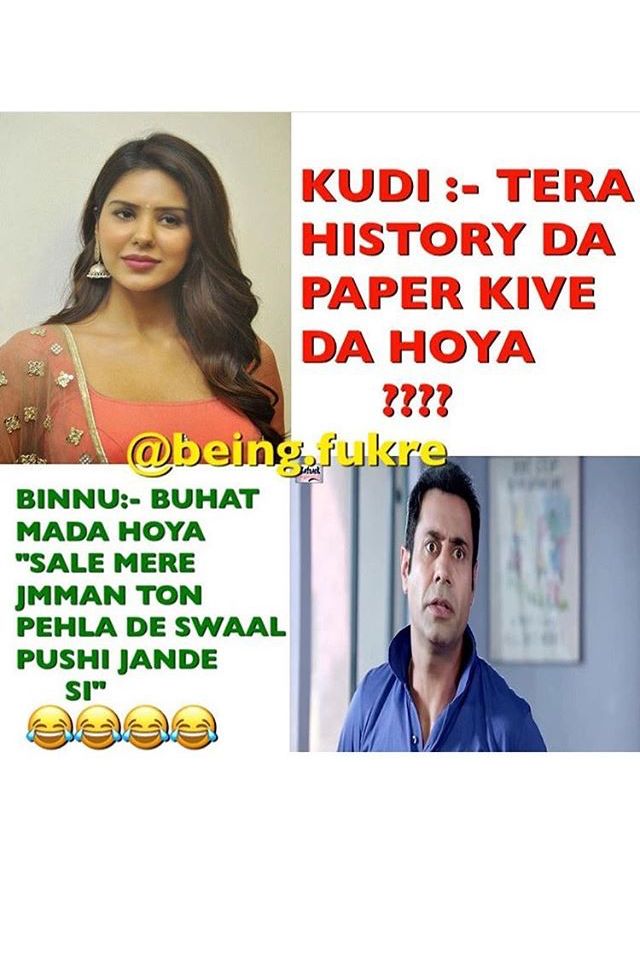 KUDI :- TERA
HISTORY DA
PAPER KIVE
DA HOYA
????
@being.fukre
BINNU:- BUHAT
MADA HOYA
"SALE MERE
JMMAN TON
PEHLA DE SWAAL
PUSHI JANDE
SI"